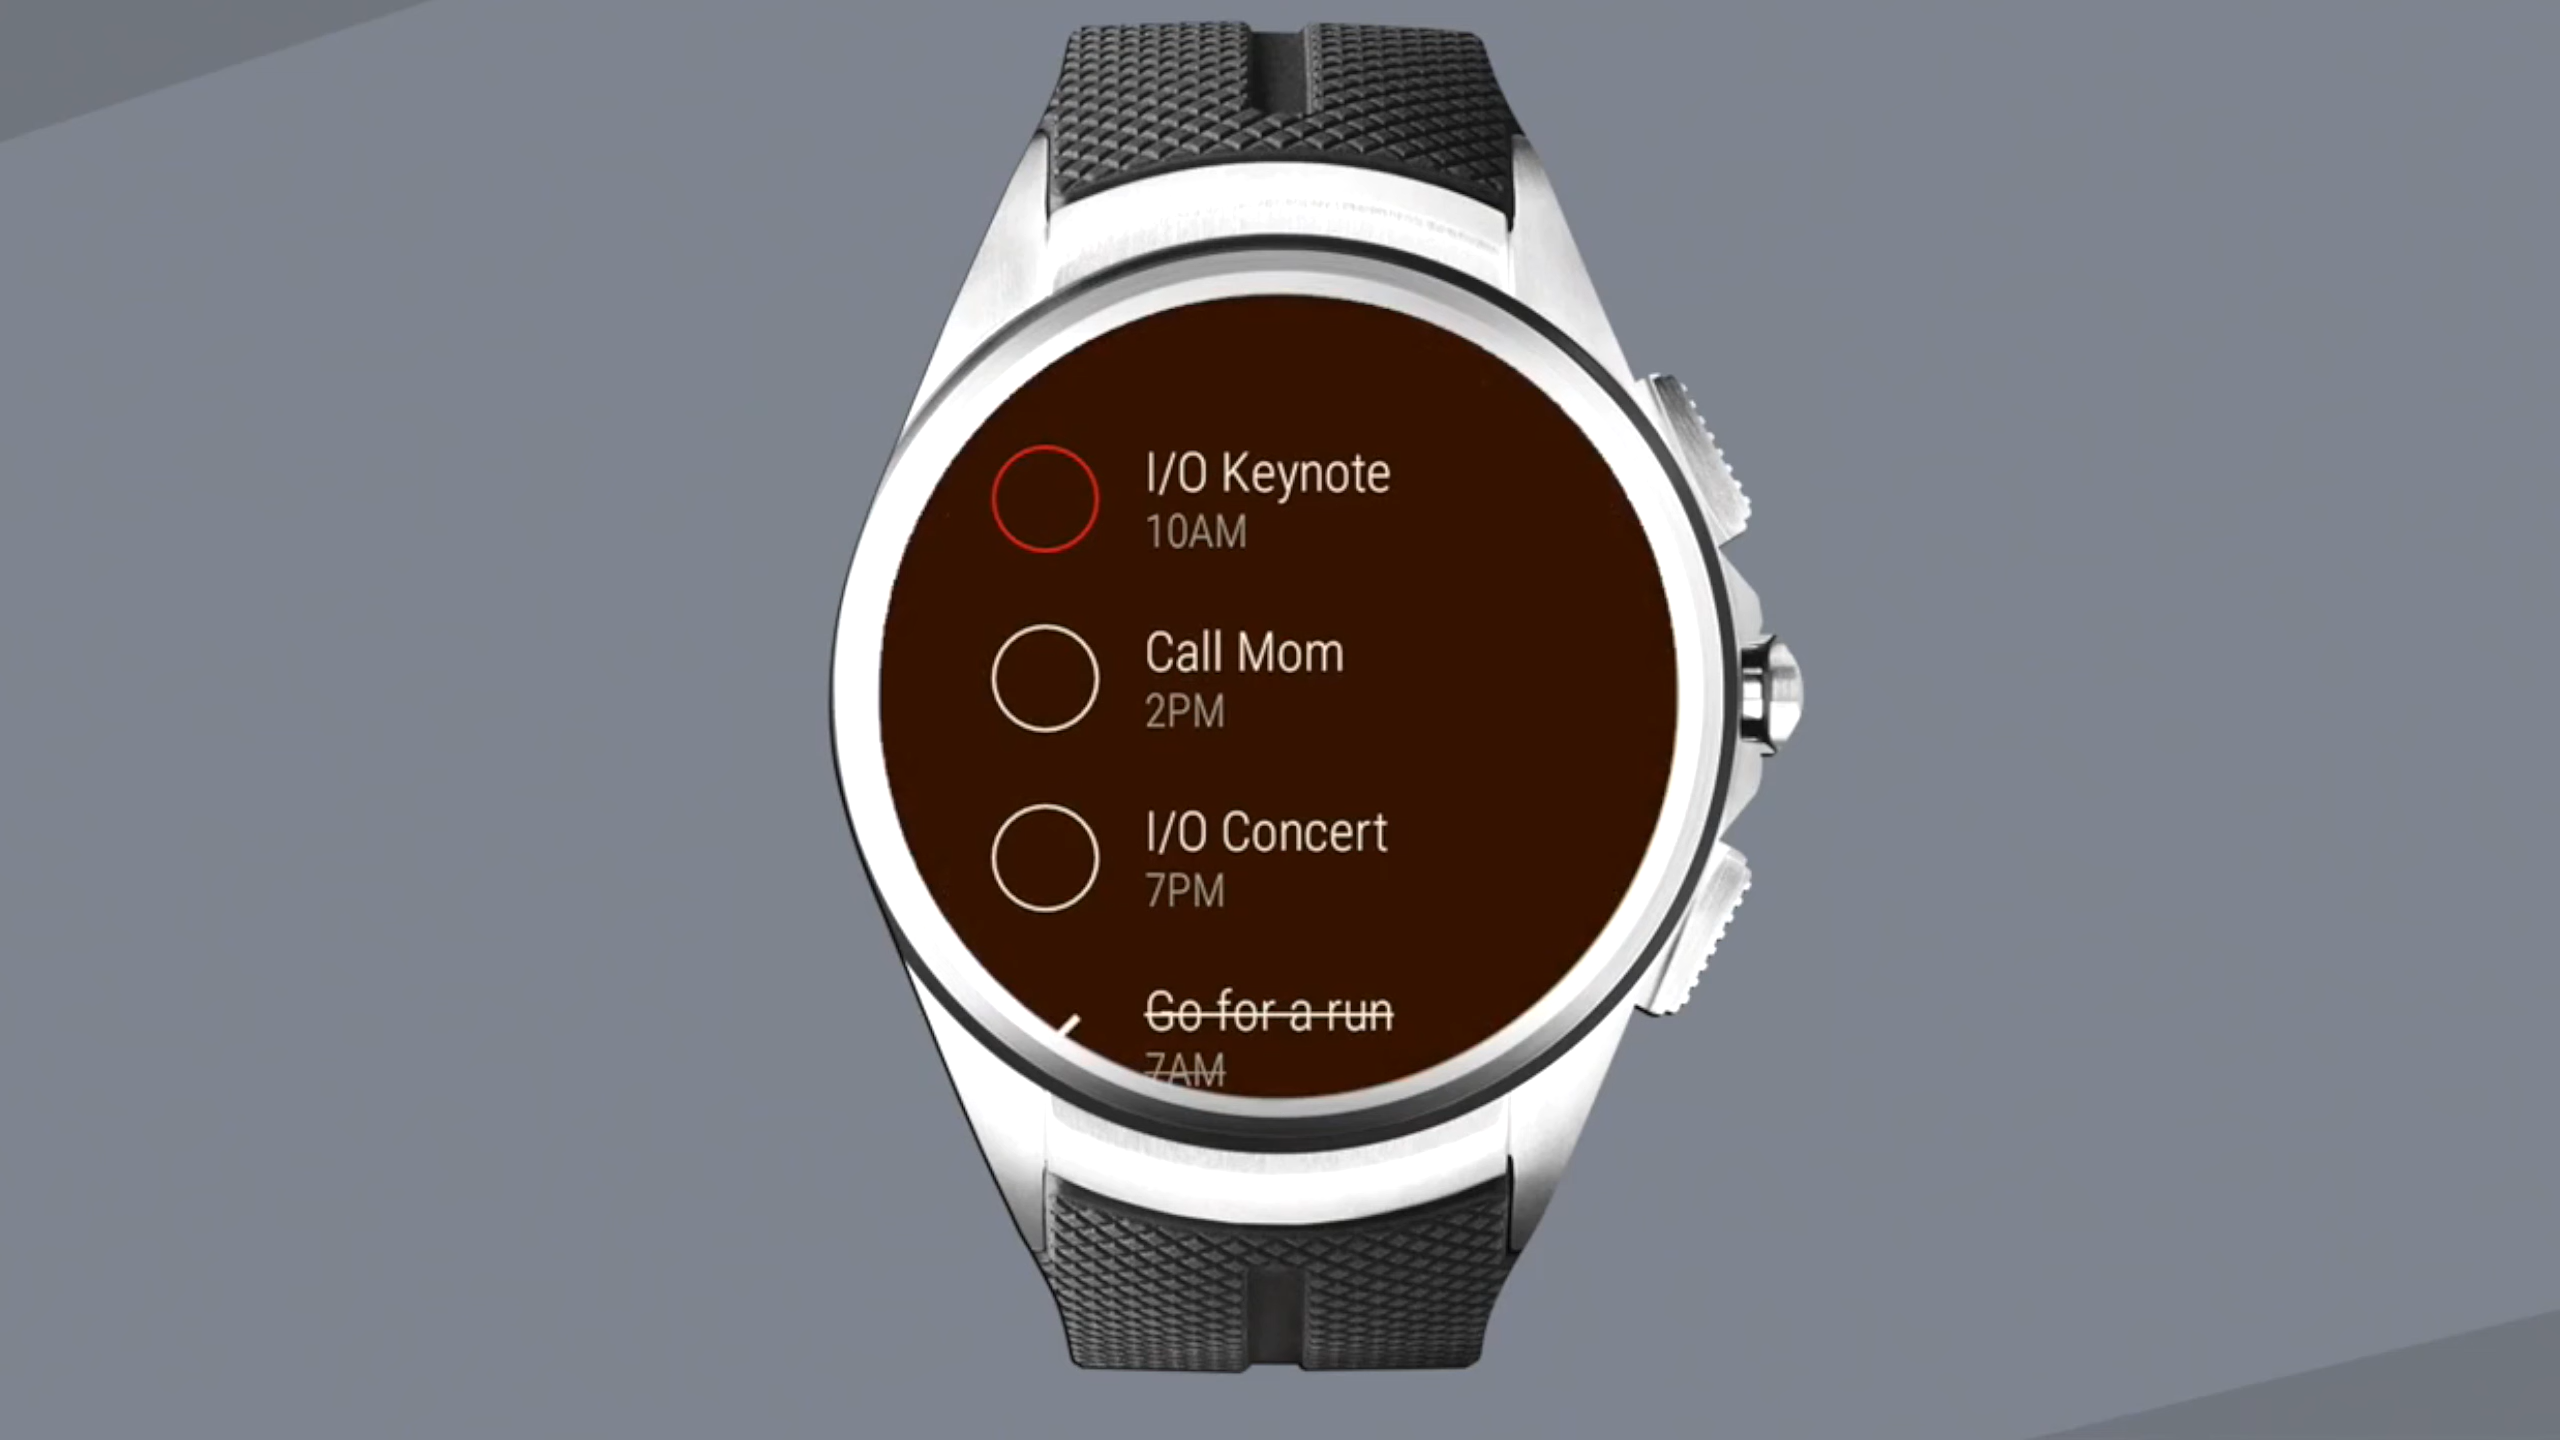 I/O Keynote
10AM
Call Mom
2PM
I/O Concert
7PM
Go for a run
7AM